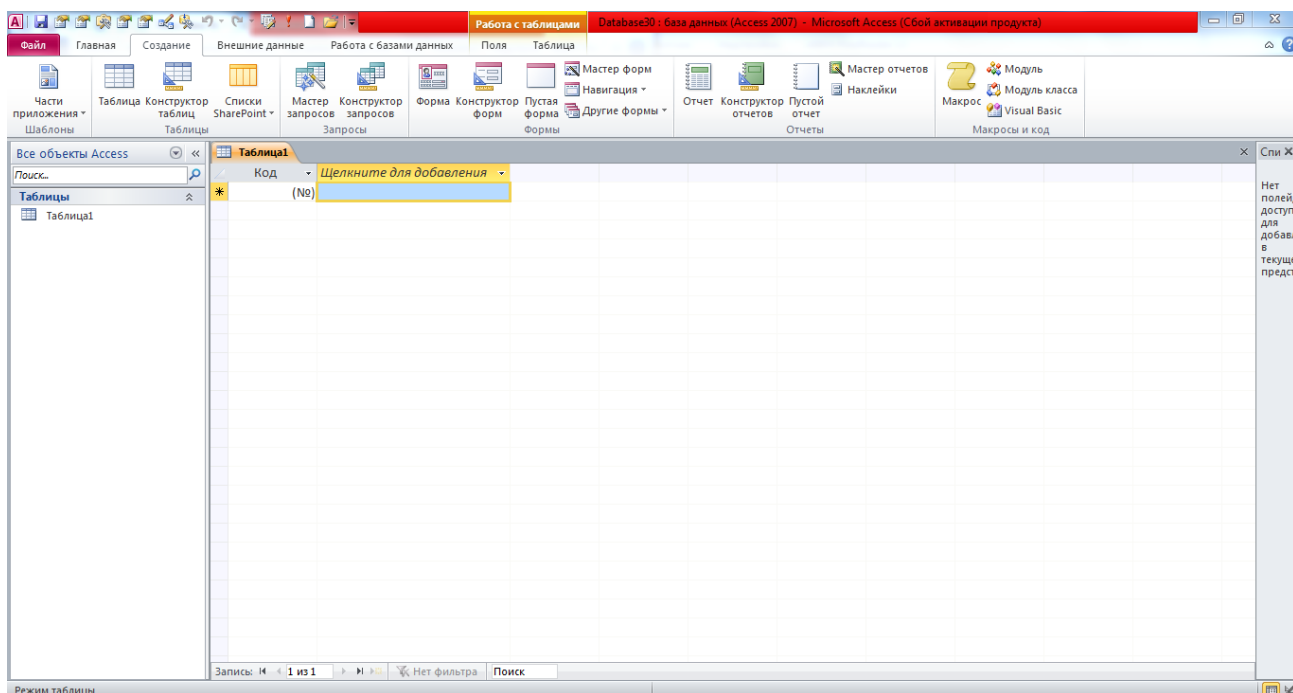 Работа с таблицами
Database30 : база данных (Access 2007) - Microsoft Access (Сбой активации продукта)
Файл Главная Создание Внешние данные Работа с базами данных Поля Таблица
Части приложения
Таблица
Конструктор таблиц
Списки SharePoint
Мастер запросов
Конструктор запросов
Форма
Конструктор форм
Пустая форма
Мастер форм
Навигация
Другие формы
Отчет
Конструктор отчетов
Пустой отчет
Мастер отчетов
Наклейки
Макрос
Модуль
Модуль класса
Visual Basic
Шаблоны Таблицы Запросы Формы Отчеты Макросы и код
Все объекты Access
Поиск...
Таблицы
Таблица1
Таблица1
Код Щелкните для добавления
(№)
Спи
Нет
полей,
доступ
для
добав
в
текуще
предс
Запись: 1 из 1 Нет фильтра Поиск
Режим таблицы